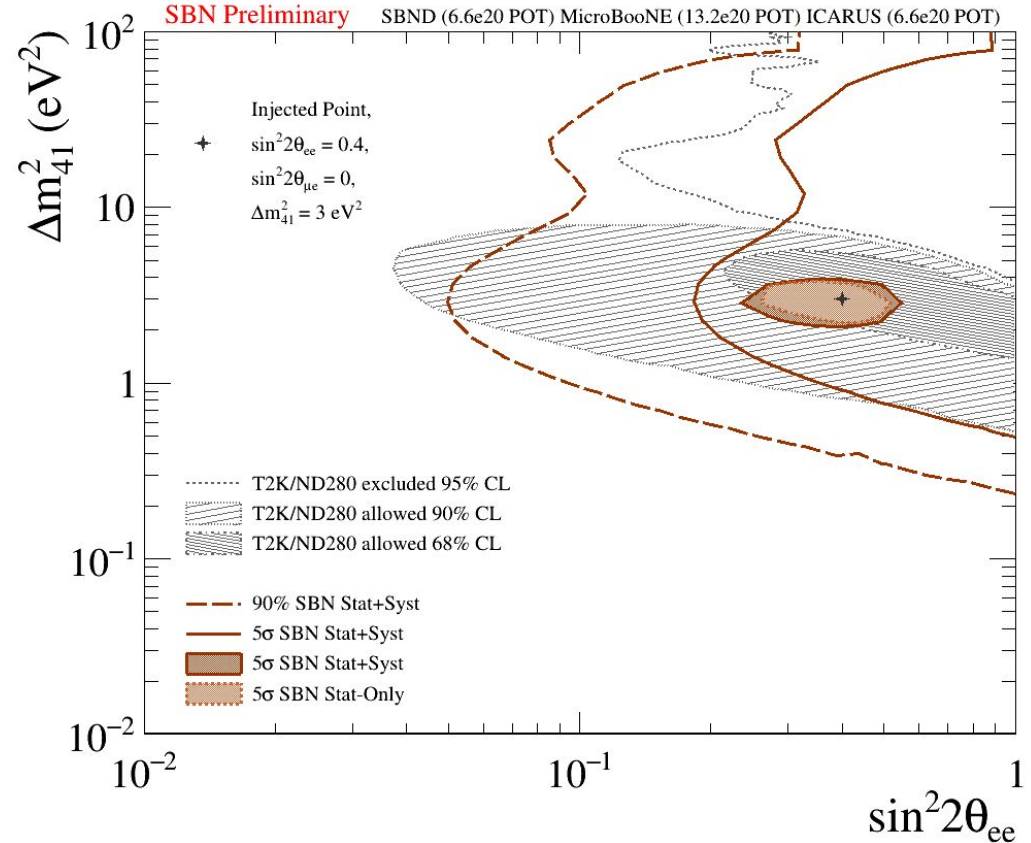 SBN Preliminary SBND (6.6e20 POT) MicroBooNE (13.2e20 POT) ICARUS (6.6e20 POT)
10²
Δm²₄₁ (eV²)
Injected Point,
sin²2θₑₑ = 0.4,
sin²2θμₑ = 0,
Δm²₄₁ = 3 eV²
10
1
T2K/ND280 excluded 95% CL
T2K/ND280 allowed 90% CL
T2K/ND280 allowed 68% CL
10⁻¹
90% SBN Stat+Syst
5σ SBN Stat+Syst
5σ SBN Stat+Syst
5σ SBN Stat-Only
10⁻²
10⁻² 10⁻¹ 1
sin²2θₑₑ